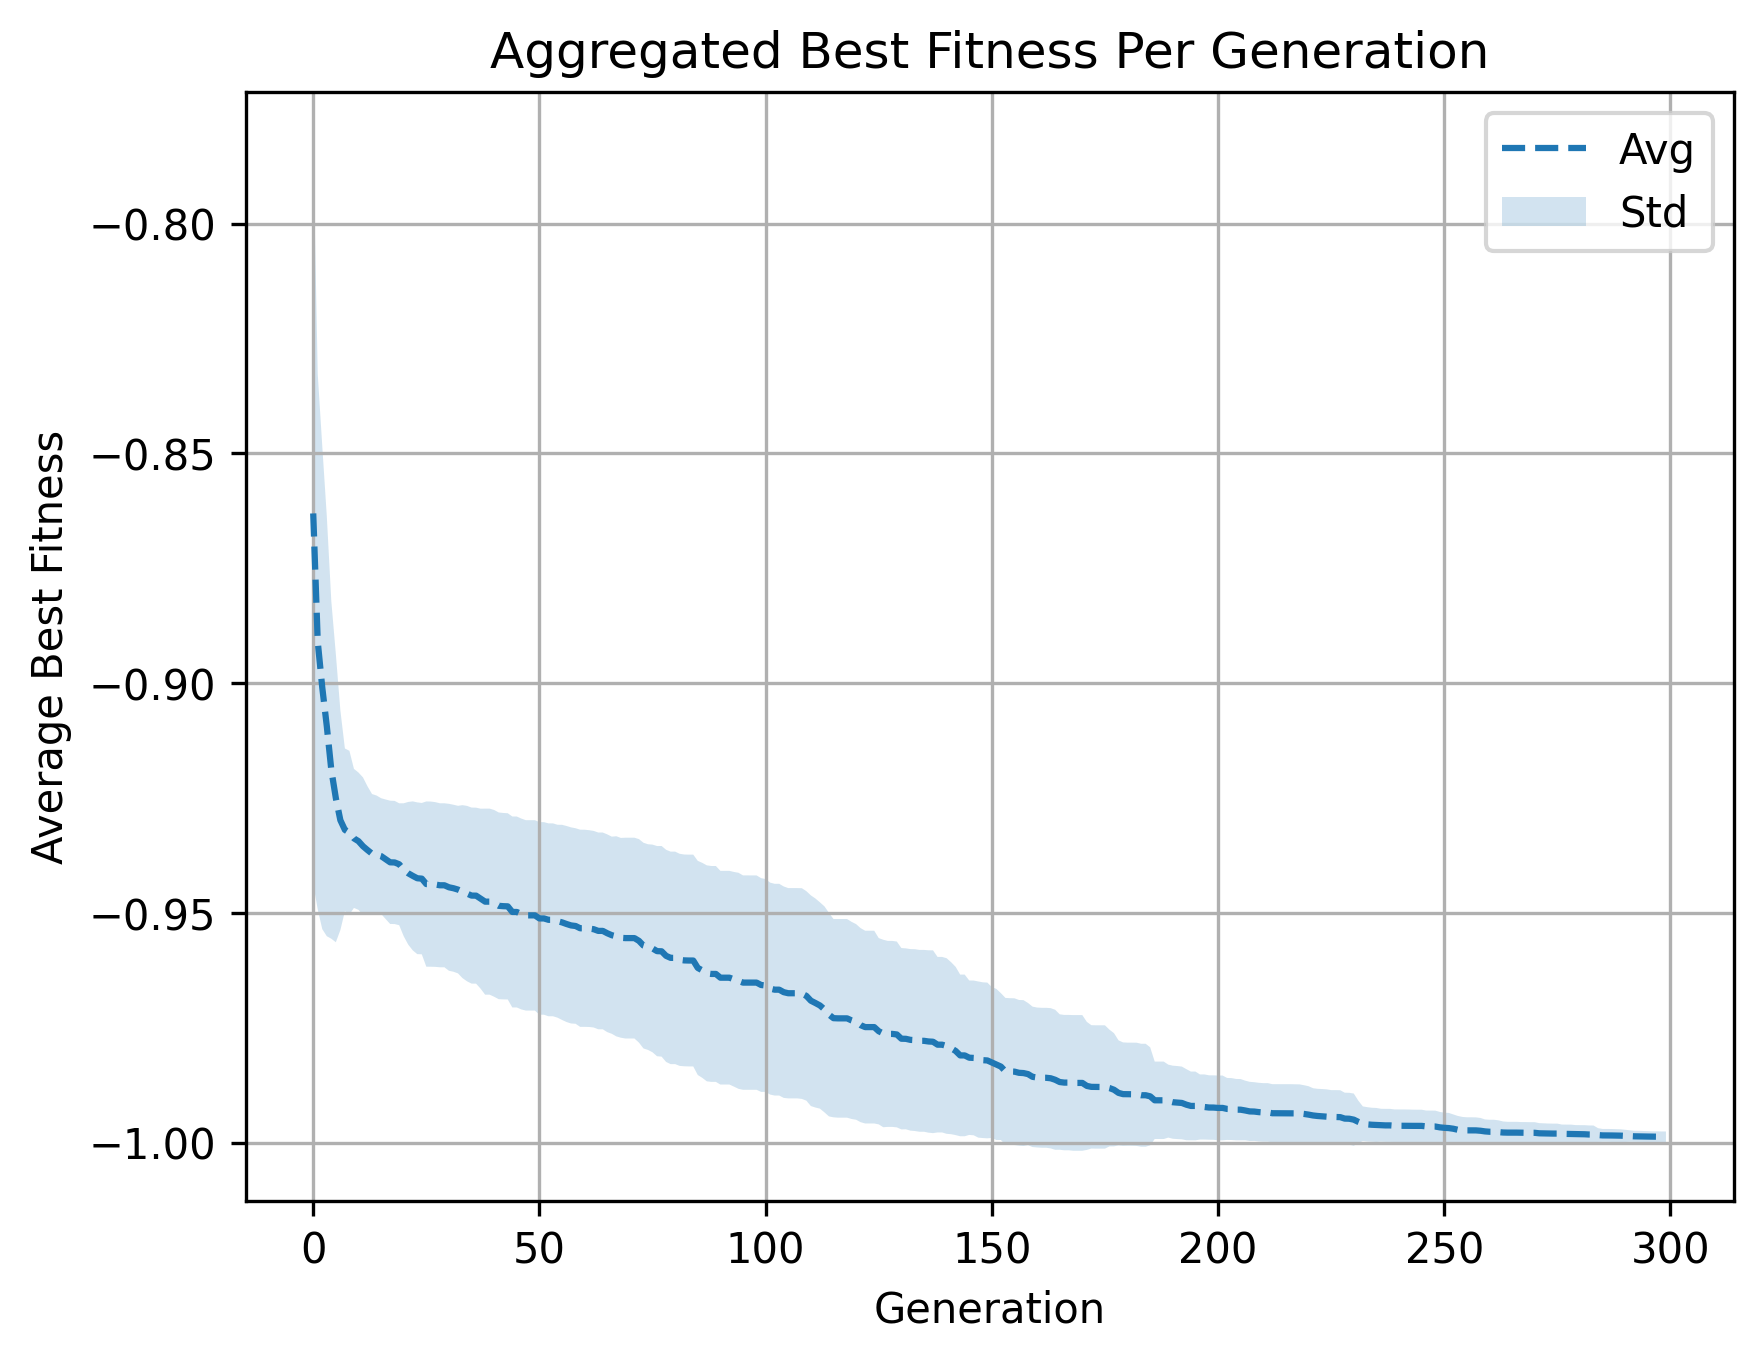 Aggregated Best Fitness Per Generation
Avg
Std
−0.80
−0.85
−0.90
−0.95
−1.00
Average Best Fitness
0 50 100 150 200 250 300
Generation